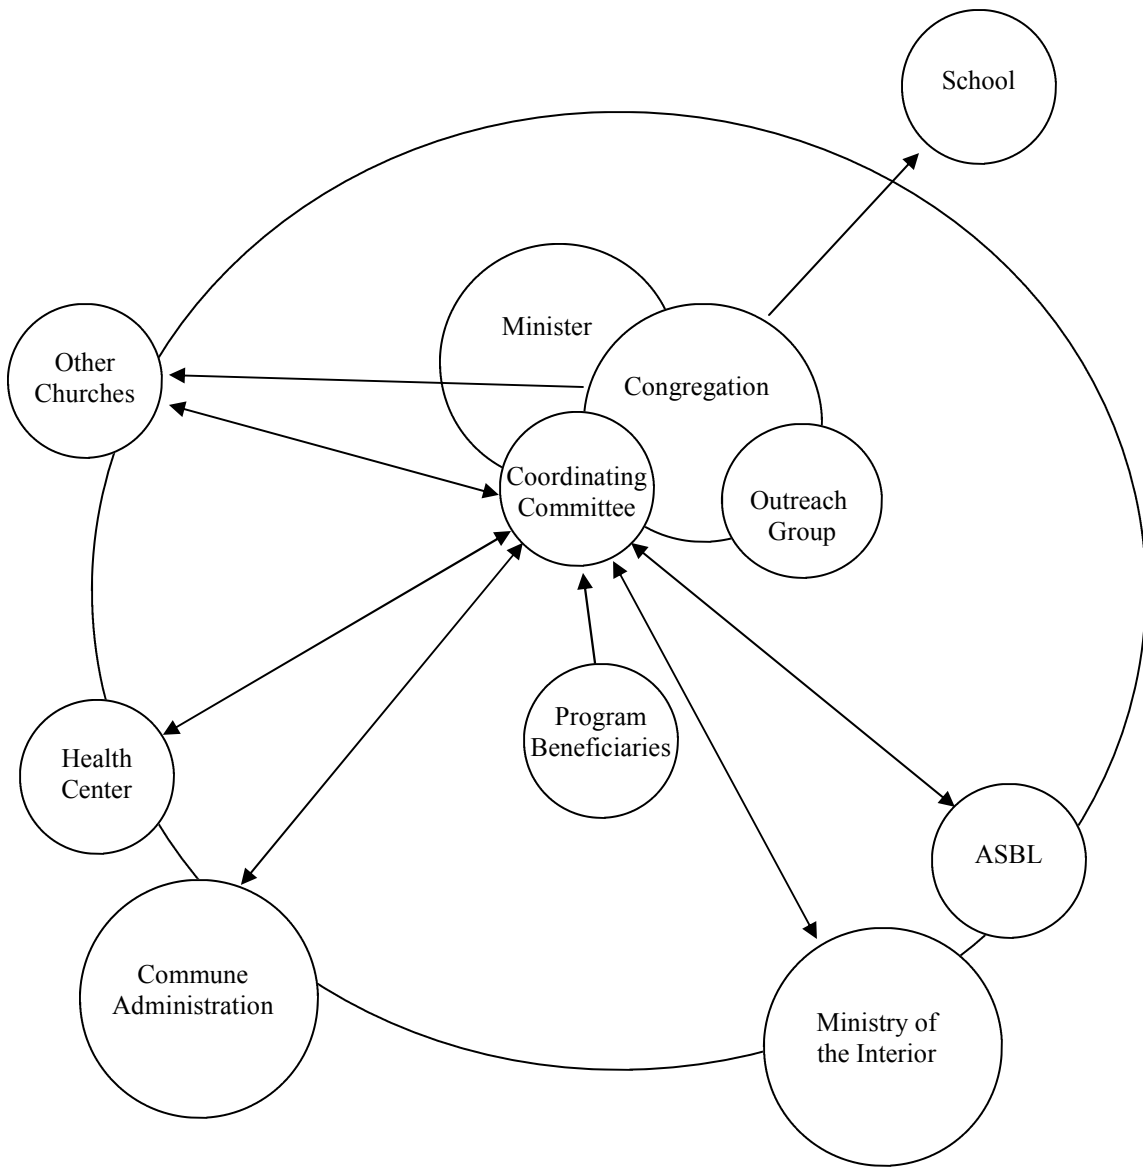 School
Minister
Other
Churches
Congregation
Coordinating
Committee
Outreach
Group
Program
Beneficiaries
Health
Center
ASBL
Commune
Administration
Ministry of
the Interior